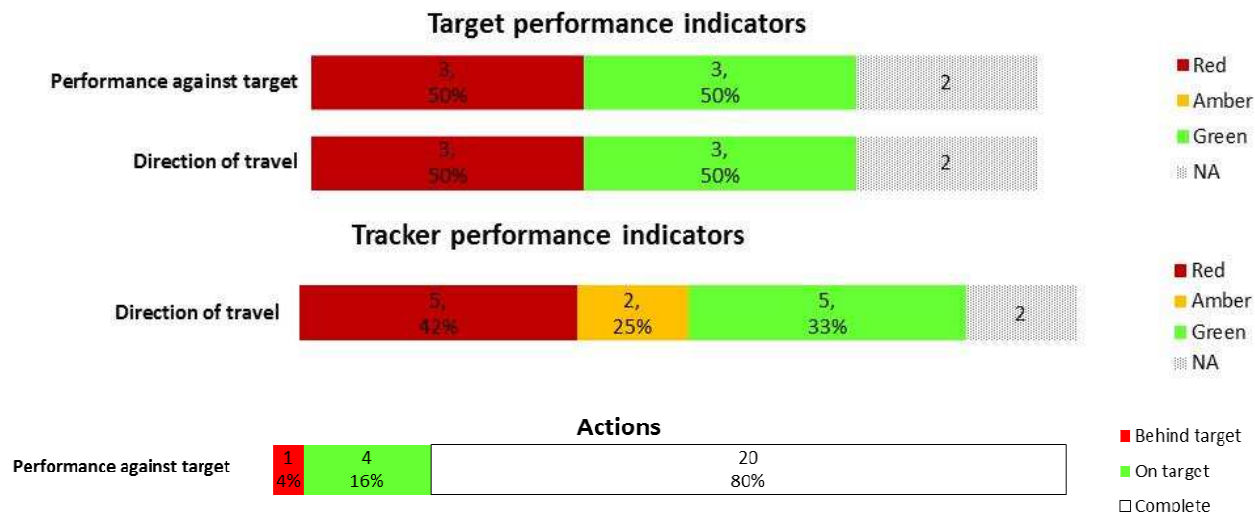 Target performance indicators
Performance against target
3,
50%
3,
50%
2
Direction of travel
3,
50%
3,
50%
2
Red
Amber
Green
NA
Tracker performance indicators
Direction of travel
5,
42%
2,
25%
5,
33%
2
Red
Amber
Green
NA
Actions
Performance against target
1
4%
4
16%
20
80%
Behind target
On target
Complete